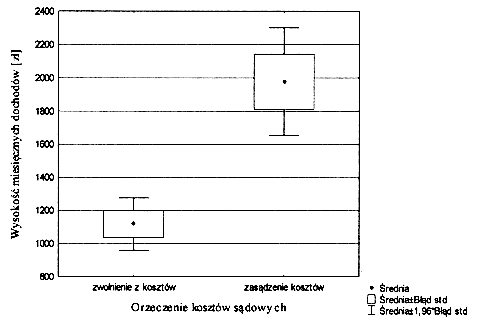 Wysokość miesięcznych dochodów [zł]
2400
2200
2000
1800
1600
1400
1200
1000
800
zwolnienie z kosztów
zasądzenie kosztów
Orzeczenie kosztów sądowych
Średnia
Średnia±Błąd std
Średnia±1,96*Błąd std